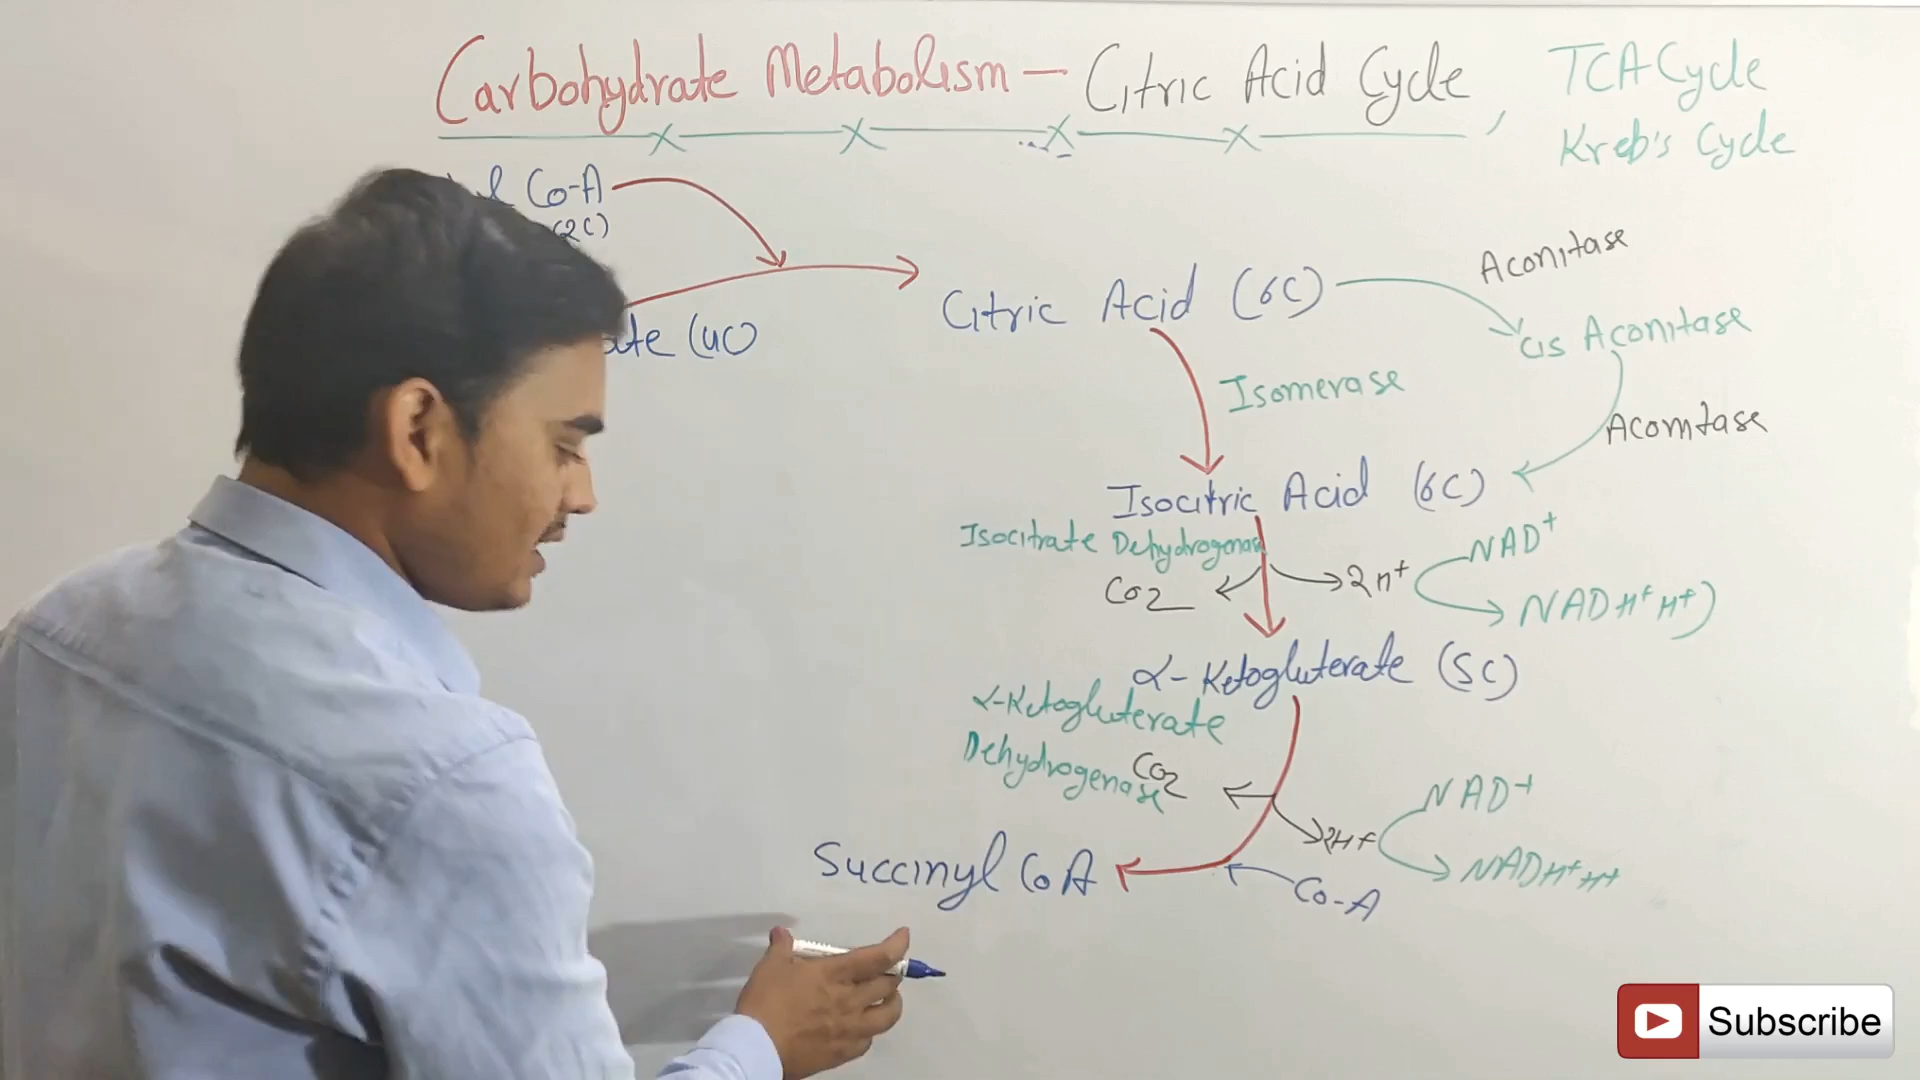 Carbohydrate Metabolism - Citric Acid Cycle, TCA Cycle
Kreb's Cycle
Co-A
(2C)
Aconitase
Citric Acid (6C)
cis Aconitase
ate (4C)
Isomerase
Aconitase
Isocitric Acid (6C)
Isocitrate Dehydrogenase
NAD+
CO2
2H+
NADH+H+)
α-Ketogluterate (5C)
α-Ketogluterate
Dehydrogenase
CO2
NAD+
2H+
Succinyl CoA
NADH+H+
Co-A
Subscribe